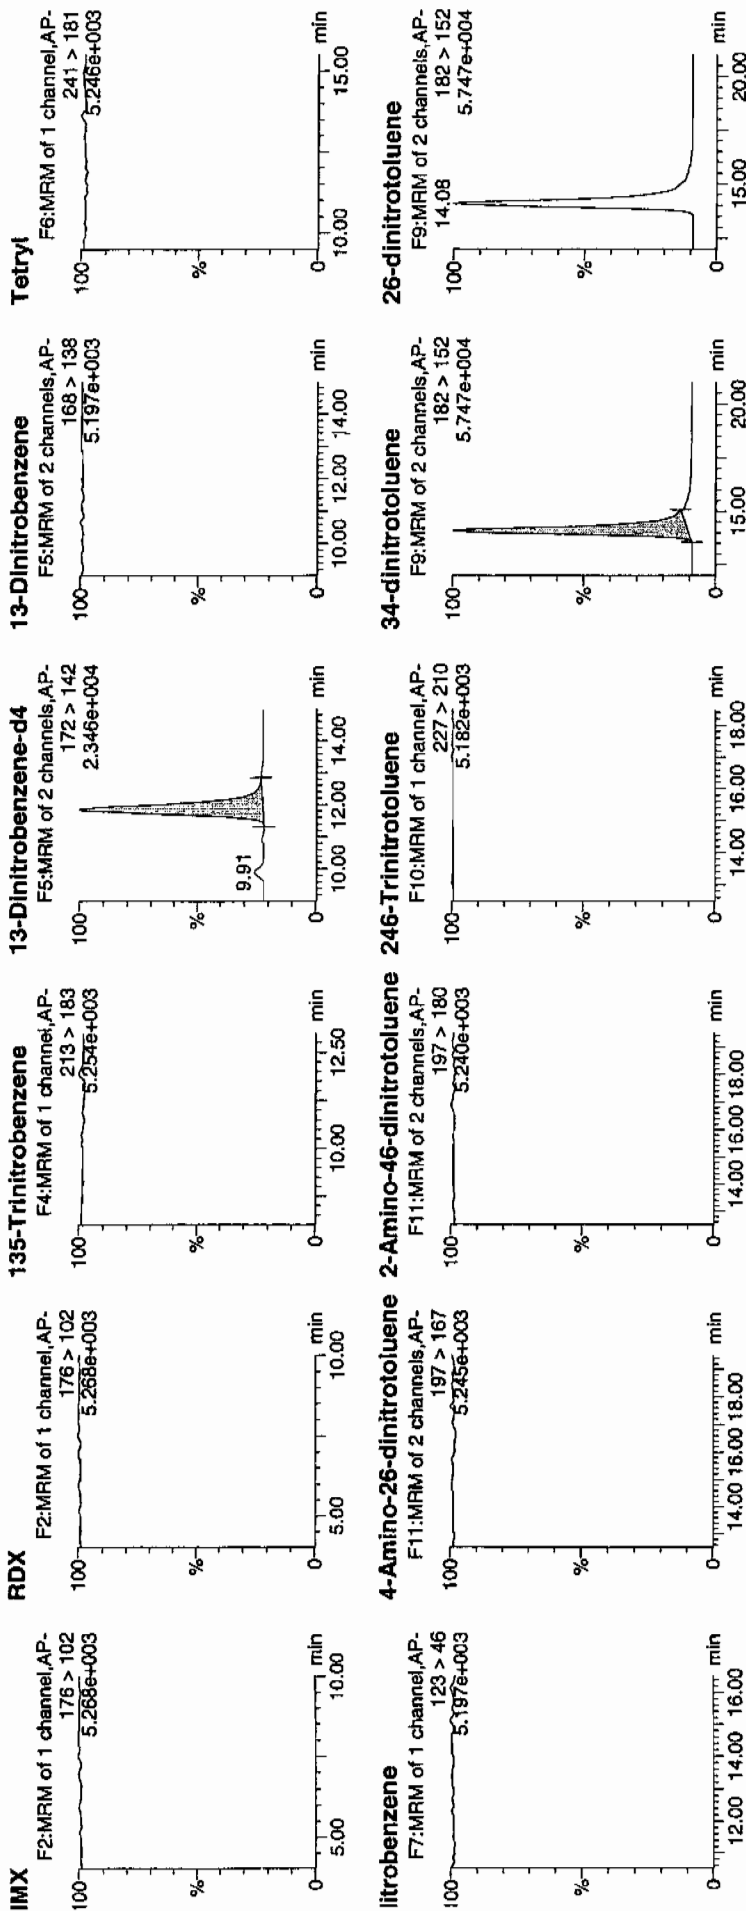 IMX
F2:MRM of 1 channel,AP-
176 > 102
5.268e+003
100
%
0
5.00
10.00
min
RDX
F2:MRM of 1 channel,AP-
176 > 102
5.268e+003
100
%
0
5.00
10.00
min
135-Trinitrobenzene
F4:MRM of 1 channel,AP-
213 > 183
5.254e+003
100
%
0
10.00
12.50
min
13-Dinitrobenzene-d4
F5:MRM of 2 channels,AP-
172 > 142
2.346e+004
100
%
9.91
0
10.00
12.00
14.00
min
13-Dinitrobenzene
F5:MRM of 2 channels,AP-
168 > 138
5.197e+003
100
%
0
10.00
12.00
14.00
min
Tetryl
F6:MRM of 1 channel,AP-
241 > 181
5.246e+003
100
%
0
10.00
15.00
min
litrobenzene
F7:MRM of 1 channel,AP-
123 > 46
5.197e+003
100
%
0
12.00
14.00
16.00
min
4-Amino-26-dinitrotoluene
F11:MRM of 2 channels,AP-
197 > 167
5.245e+003
100
%
0
14.00
16.00
18.00
min
2-Amino-46-dinitrotoluene
F11:MRM of 2 channels,AP-
197 > 180
5.240e+003
100
%
0
14.00
16.00
18.00
min
246-Trinitrotoluene
F10:MRM of 1 channel,AP-
227 > 210
5.182e+003
100
%
0
14.00
16.00
18.00
min
34-dinitrotoluene
F9:MRM of 2 channels,AP-
182 > 152
5.747e+004
100
%
0
15.00
20.00
min
26-dinitrotoluene
F9:MRM of 2 channels,AP-
14.08
182 > 152
5.747e+004
100
%
0
15.00
20.00
min